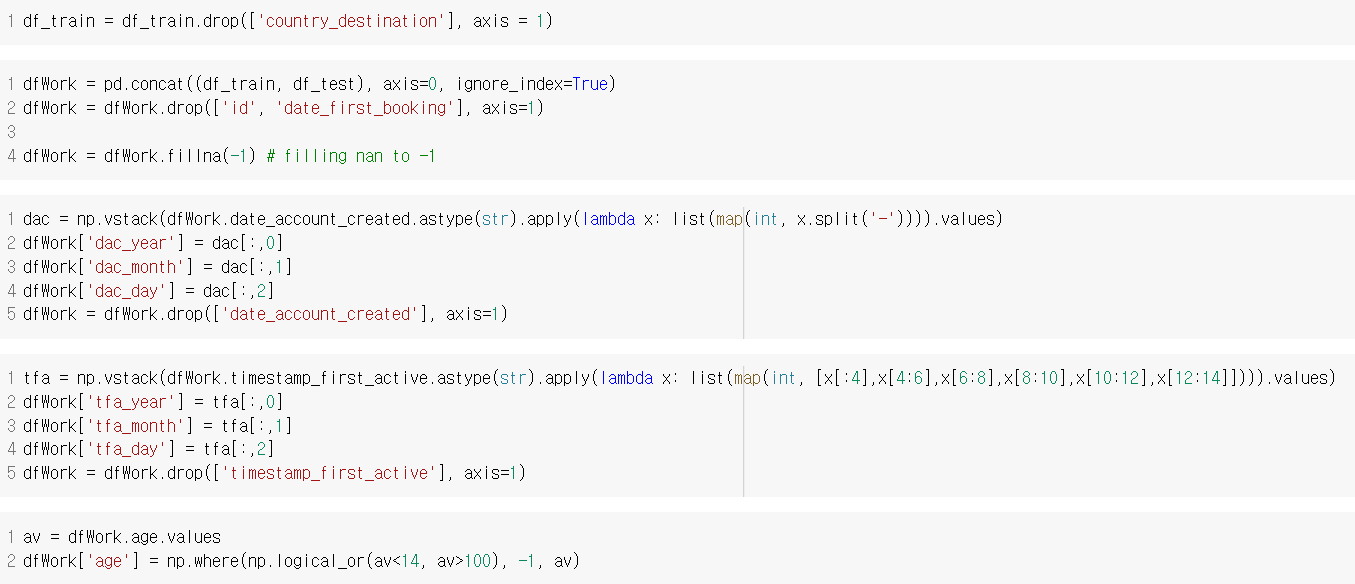 1 df_train = df_train.drop(['country_destination'], axis = 1)
1 dfWork = pd.concat((df_train, df_test), axis=0, ignore_index=True)
2 dfWork = dfWork.drop(['id', 'date_first_booking'], axis=1)
3
4 dfWork = dfWork.fillna(-1) # filling nan to -1
1 dac = np.vstack(dfWork.date_account_created.astype(str).apply(lambda x: list(map(int, x.split('-')))).values)
2 dfWork['dac_year'] = dac[:,0]
3 dfWork['dac_month'] = dac[:,1]
4 dfWork['dac_day'] = dac[:,2]
5 dfWork = dfWork.drop(['date_account_created'], axis=1)
1 tfa = np.vstack(dfWork.timestamp_first_active.astype(str).apply(lambda x: list(map(int, [x[:4],x[4:6],x[6:8],x[8:10],x[10:12],x[12:14]]))).values)
2 dfWork['tfa_year'] = tfa[:,0]
3 dfWork['tfa_month'] = tfa[:,1]
4 dfWork['tfa_day'] = tfa[:,2]
5 dfWork = dfWork.drop(['timestamp_first_active'], axis=1)
1 av = dfWork.age.values
2 dfWork['age'] = np.where(np.logical_or(av<14, av>100), -1, av)